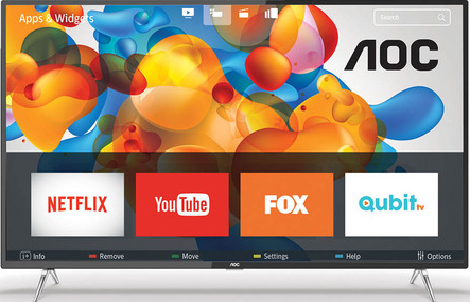 Apps & Widgets
Search
AOC
NETFLIX
YouTube
FOX
Qubit tv
Info
Remove
Move
Settings
Help
Options
AOC